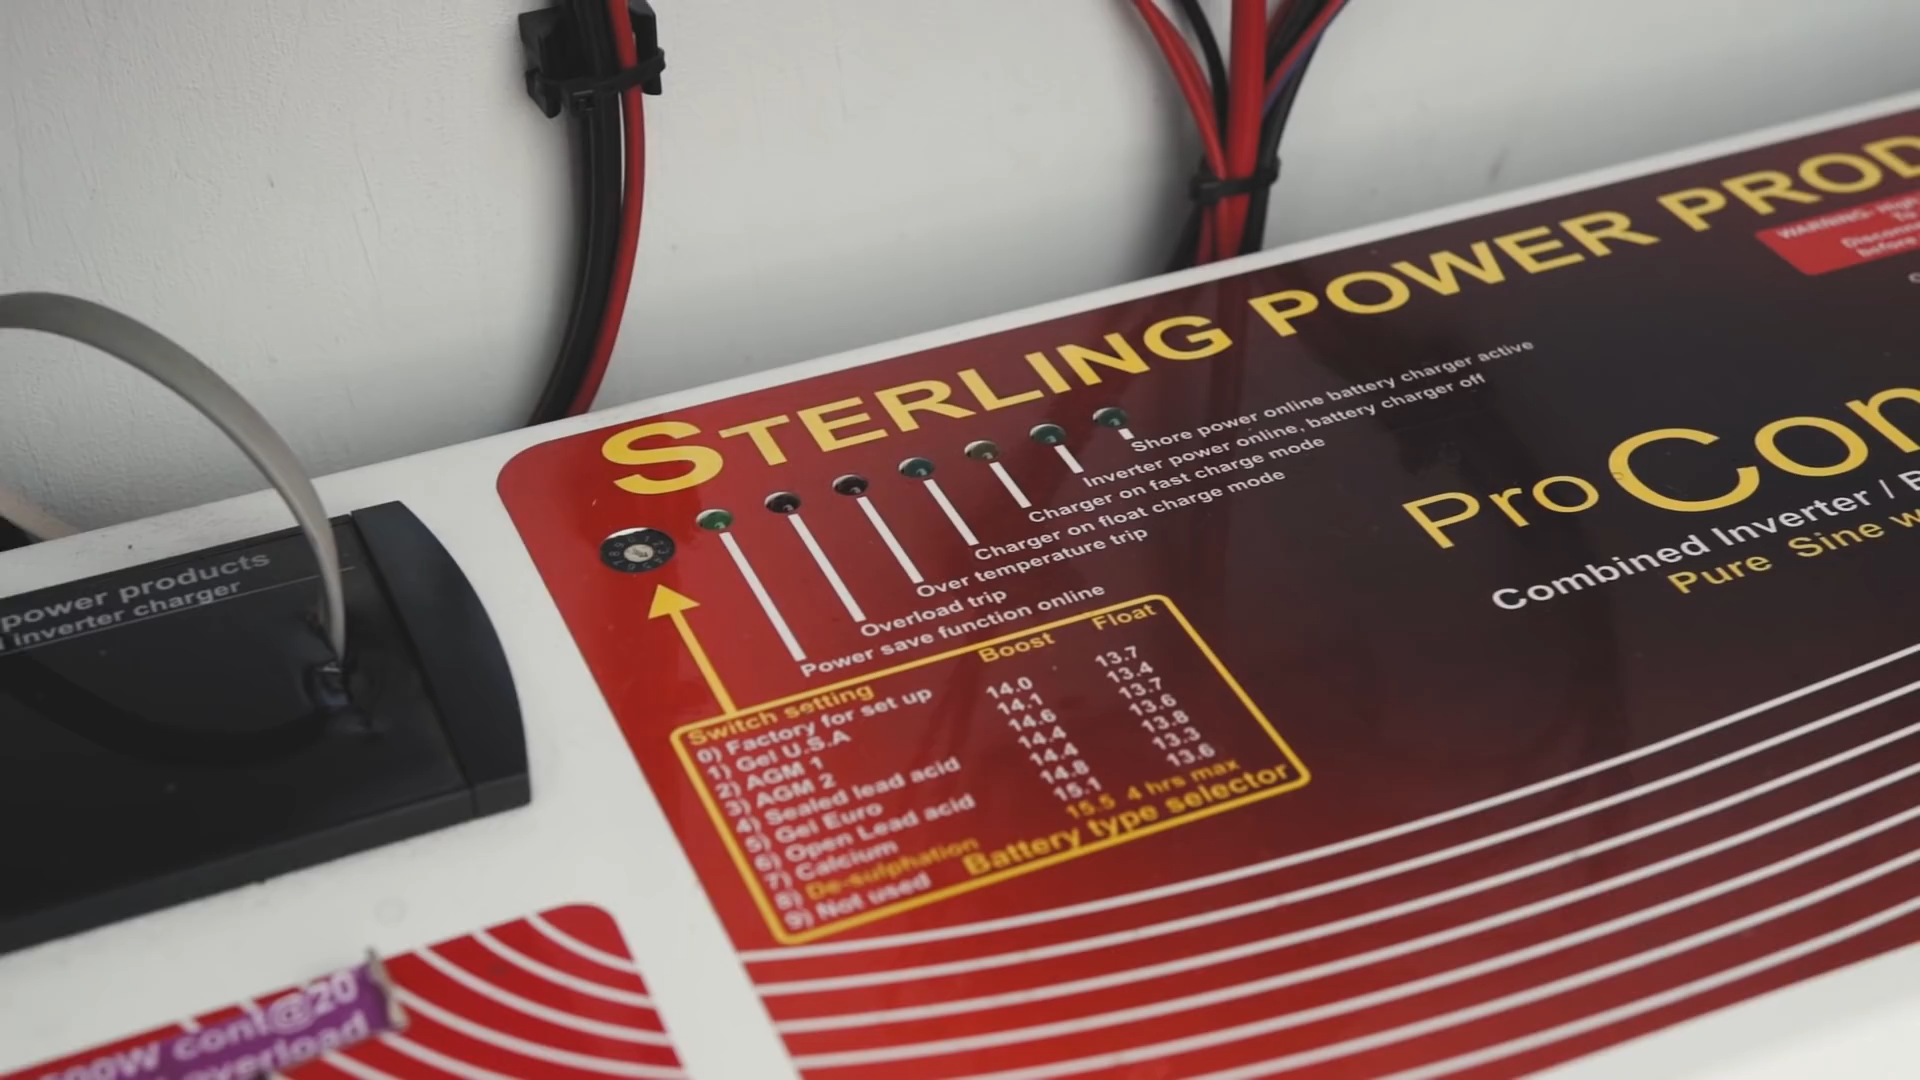 STERLING POWER PROD
WARNING- High
To
Disconn
Before
Shore power online battery charger active
Inverter power online, battery charger off
Charger on fast charge mode
Charger on float charge mode
Over temperature trip
Overload trip
Power save function online
ProCom
Combined Inverter / B
Pure Sine w
power products
inverter charger
Switch setting Boost Float
0) Factory for set up
1) Gel U.S.A 14.0 13.7
2) AGM 1 14.1 13.4
3) AGM 2 14.6 13.7
4) Sealed lead acid 14.4 13.6
5) Gel Euro 14.4 13.8
6) Open Lead acid 14.8 13.3
7) Calcium 15.1 13.6
8) De-sulphation 15.5 4 hrs max
9) Not used Battery type selector
500W cont@20
overload